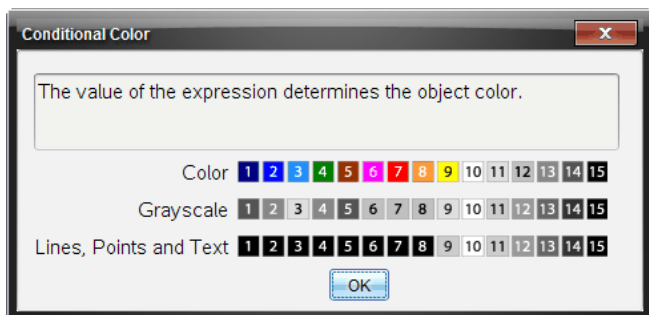 Conditional Color
The value of the expression determines the object color.
Color 1 2 3 4 5 6 7 8 9 10 11 12 13 14 15
Grayscale 1 2 3 4 5 6 7 8 9 10 11 12 13 14 15
Lines, Points and Text 1 2 3 4 5 6 7 8 9 10 11 12 13 14 15
OK